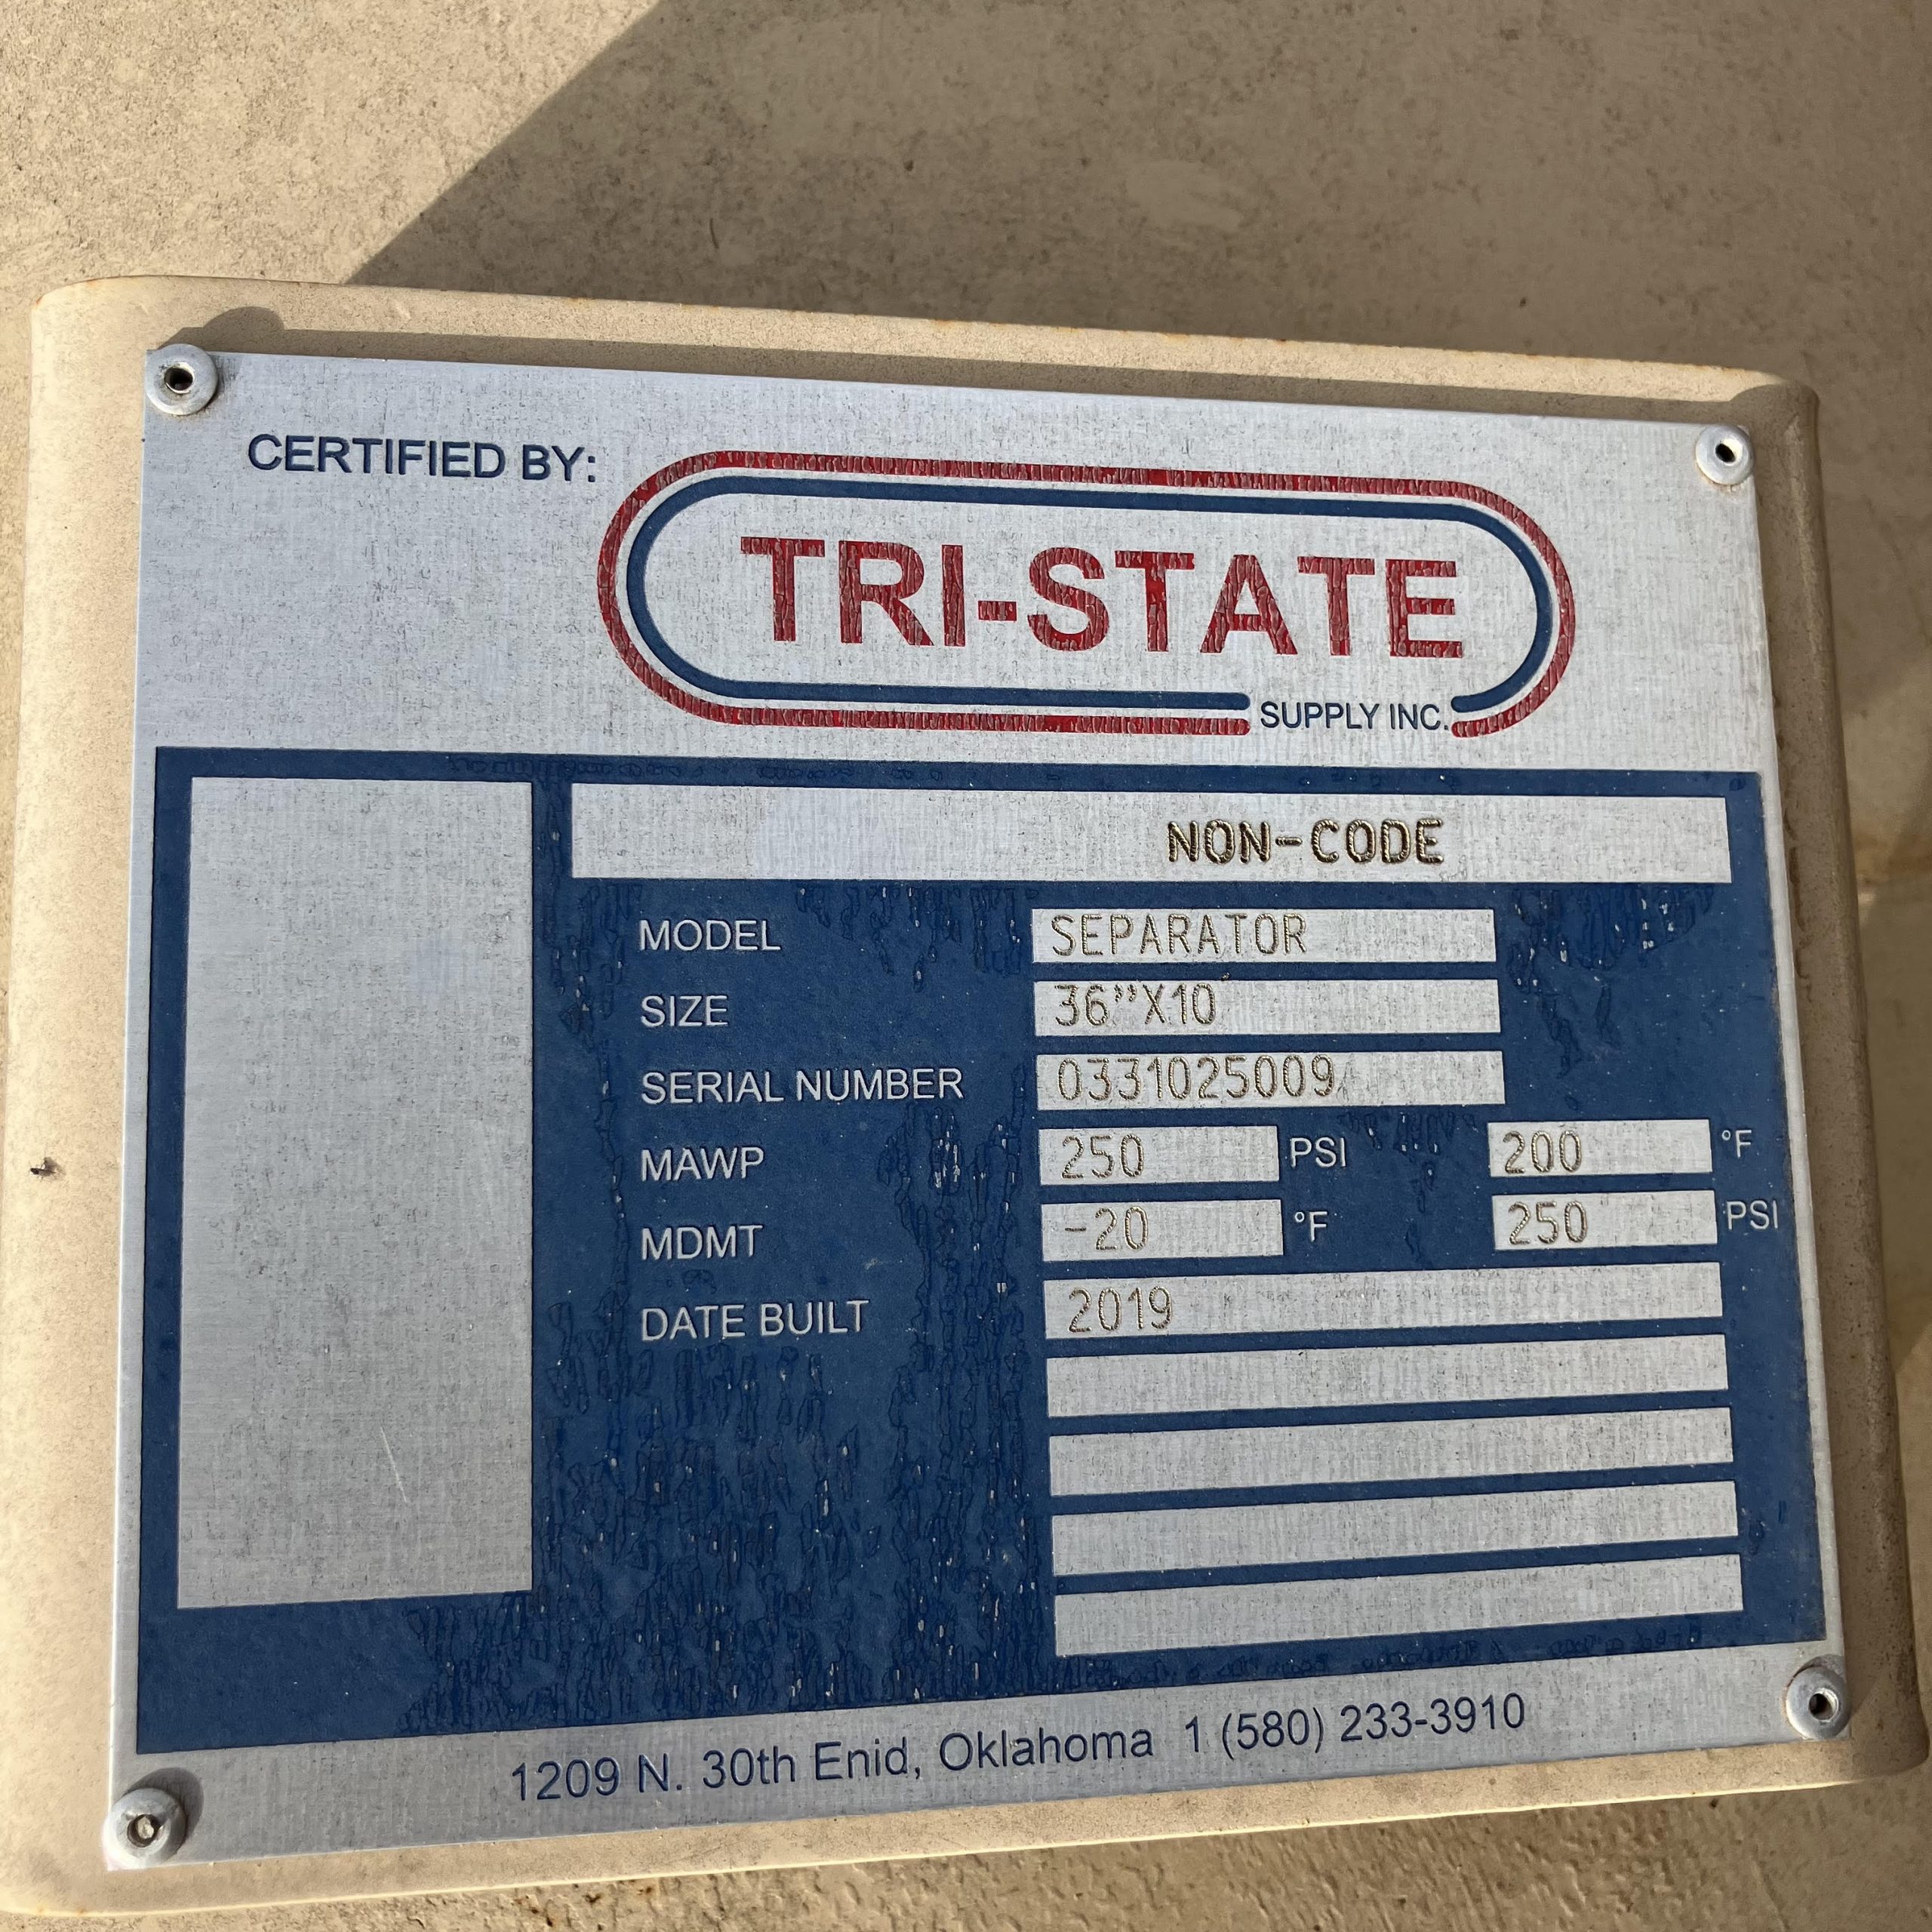 CERTIFIED BY:
TRI-STATE
SUPPLY INC.
NON-CODE
MODEL SEPARATOR
SIZE 36”X10'
SERIAL NUMBER 0331025009
MAWP 250 PSI 200 °F
MDMT -20 °F 250 PSI
DATE BUILT 2019
1209 N. 30th Enid, Oklahoma 1 (580) 233-3910